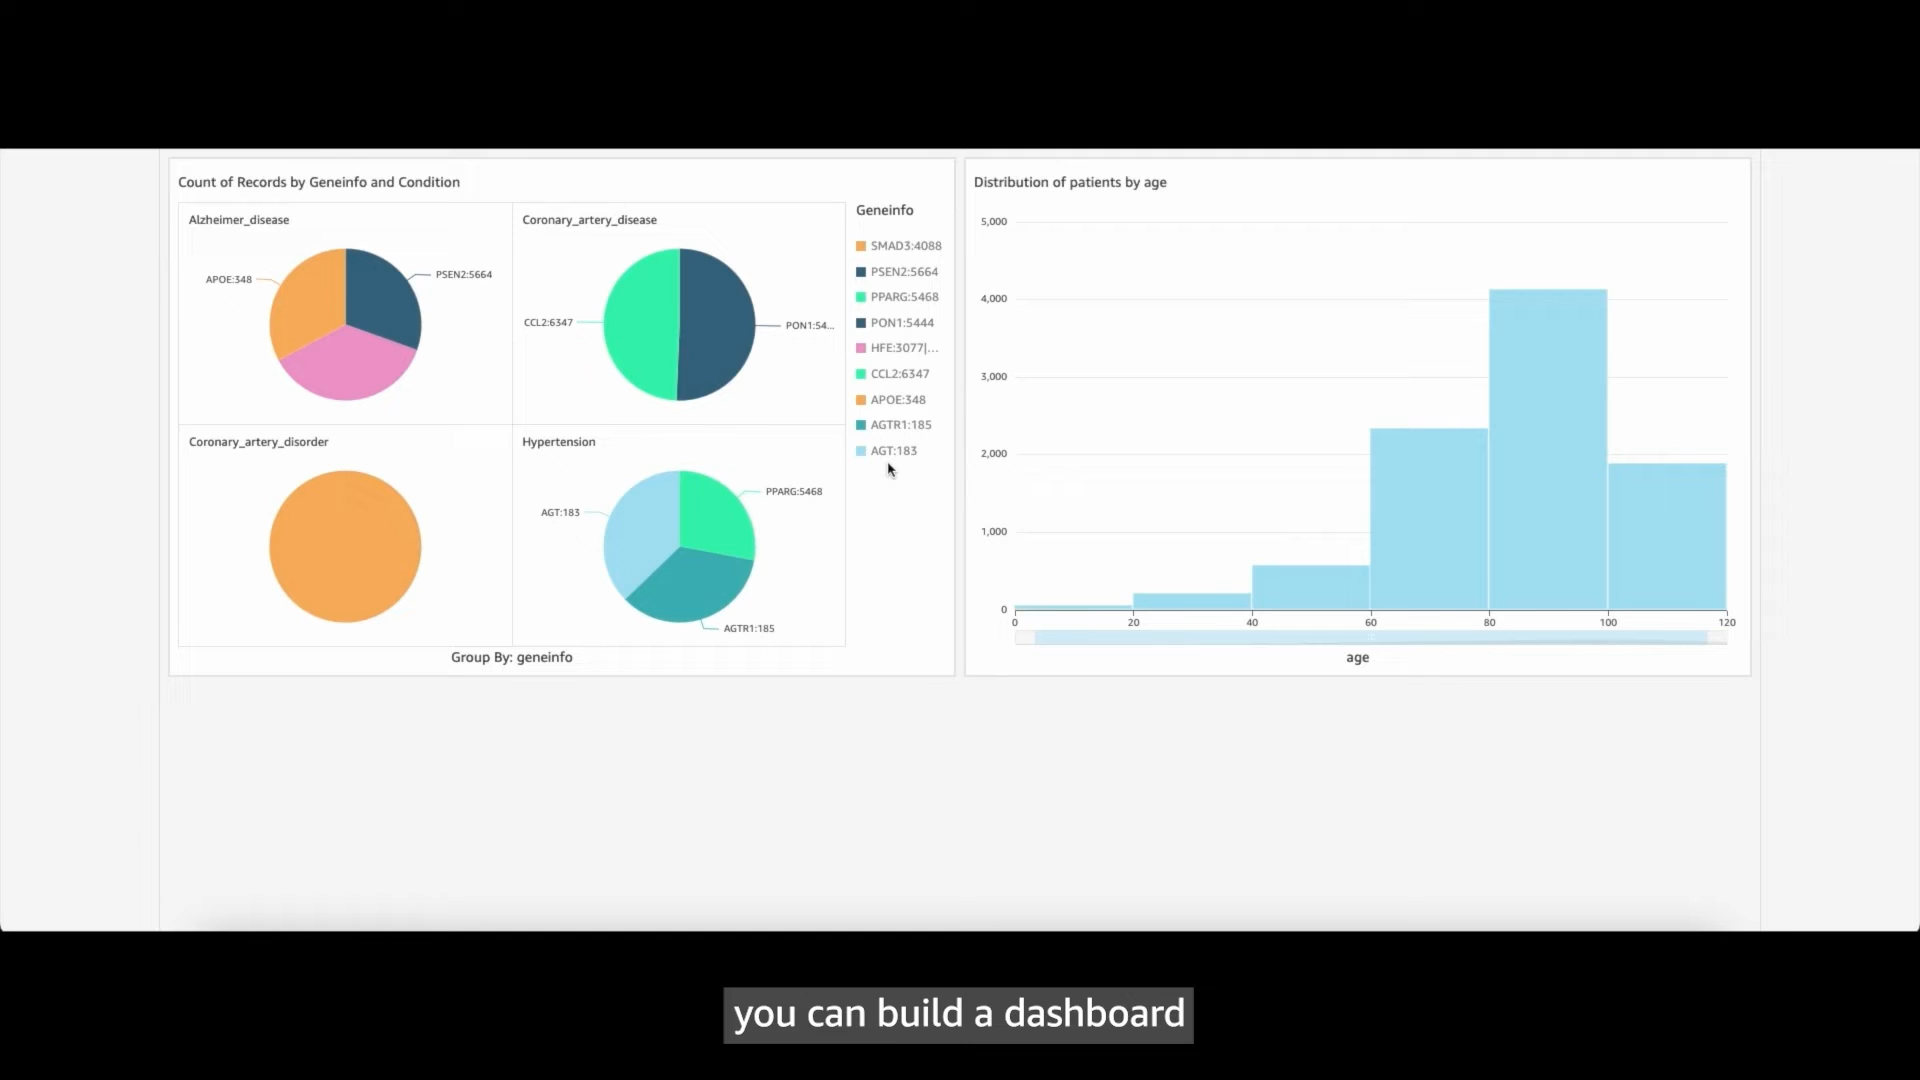 Count of Records by Geneinfo and Condition
Alzheimer_disease
APOE:348
PSEN2:5664
Coronary_artery_disease
CCL2:6347
PON1:54...
Coronary_artery_disorder
Hypertension
AGT:183
PPARG:5468
AGTR1:185
Group By: geneinfo
Geneinfo
SMAD3:4088
PSEN2:5664
PPARG:5468
PON1:5444
HFE:3077|...
CCL2:6347
APOE:348
AGTR1:185
AGT:183
Distribution of patients by age
5,000
4,000
3,000
2,000
1,000
0
0 20 40 60 80 100 120
age
you can build a dashboard